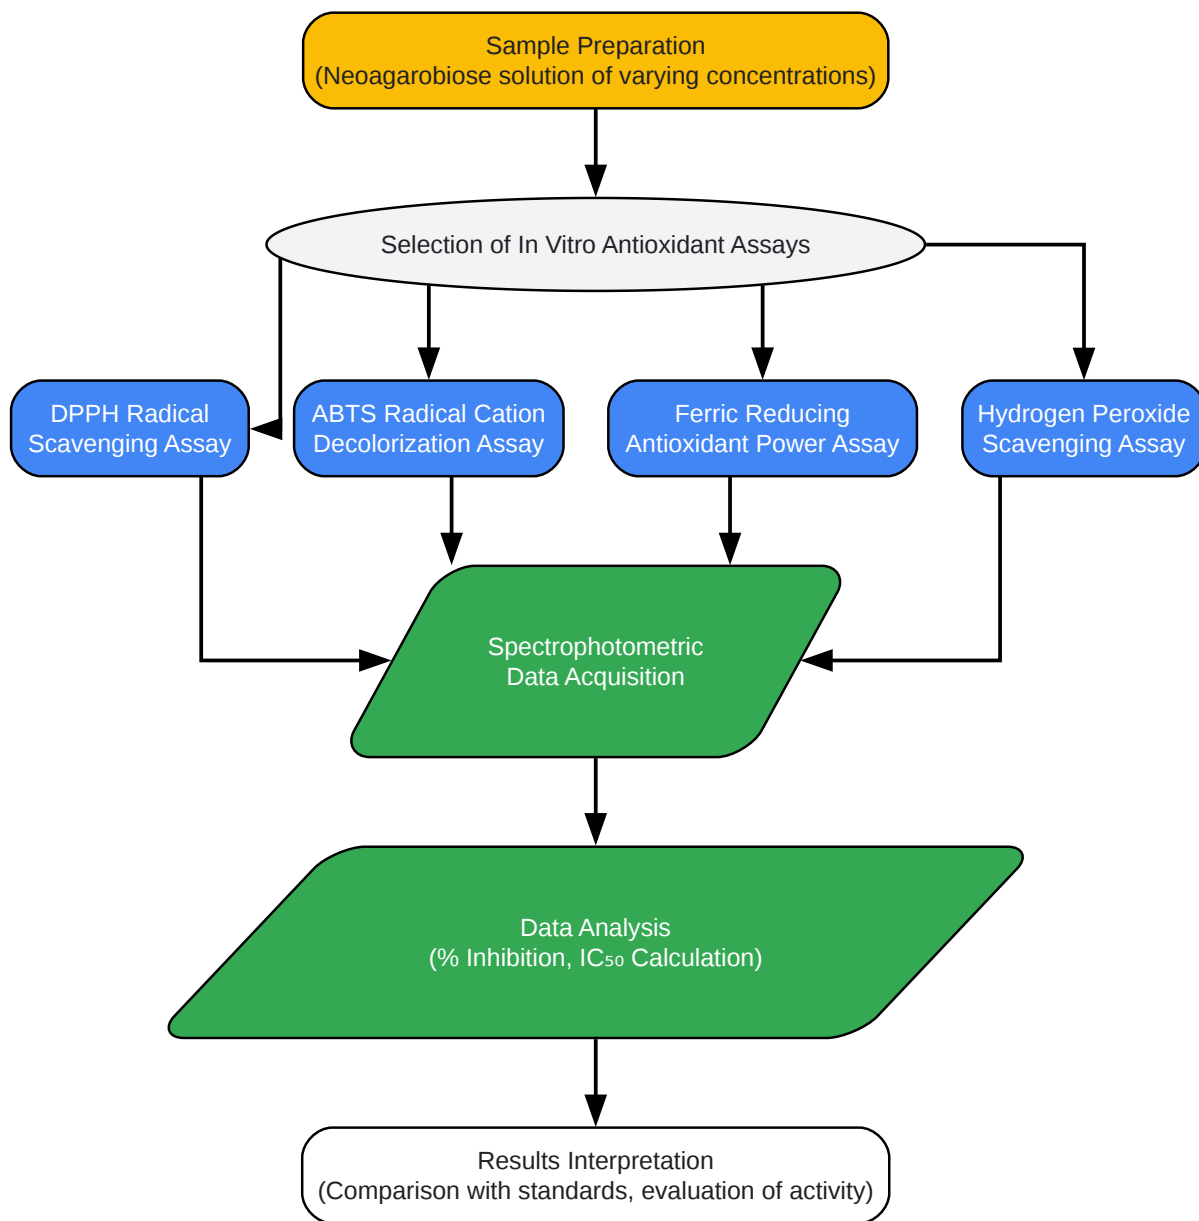 Sample Preparation
(Neoagarobiose solution of varying concentrations)
Selection of In Vitro Antioxidant Assays
DPPH Radical
Scavenging Assay
ABTS Radical Cation
Decolorization Assay
Ferric Reducing
Antioxidant Power Assay
Hydrogen Peroxide
Scavenging Assay
Spectrophotometric
Data Acquisition
Data Analysis
(% Inhibition, IC₅₀ Calculation)
Results Interpretation
(Comparison with standards, evaluation of activity)